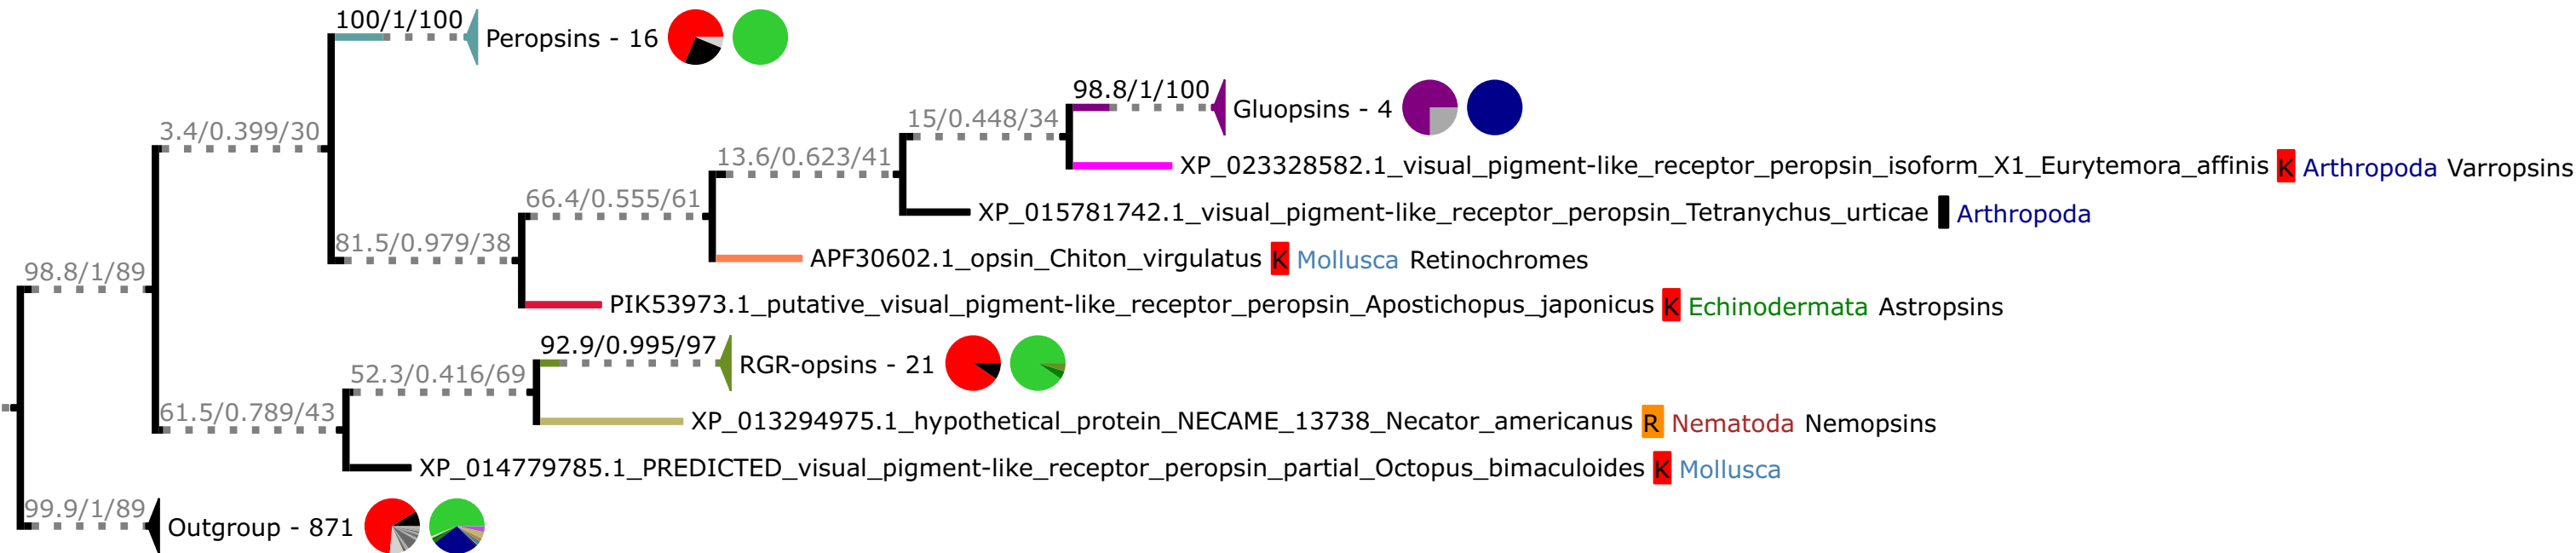 100/1/100
Peropsins - 16
98.8/1/100
Gluopsins - 4
15/0.448/34
3.4/0.399/30
13.6/0.623/41
XP_023328582.1_visual_pigment-like_receptor_peropsin_isoform_X1_Eurytemora_affinis K Arthropoda Varropsins
66.4/0.555/61
XP_015781742.1_visual_pigment-like_receptor_peropsin_Tetranychus_urticae Arthropoda
81.5/0.979/38
APF30602.1_opsin_Chiton_virgulatus K Mollusca Retinochromes
98.8/1/89
PIK53973.1_putative_visual_pigment-like_receptor_peropsin_Apostichopus_japonicus K Echinodermata Astropsins
92.9/0.995/97
RGR-opsins - 21
52.3/0.416/69
61.5/0.789/43
XP_013294975.1_hypothetical_protein_NECAME_13738_Necator_americanus R Nematoda Nemopsins
XP_014779785.1_PREDICTED_visual_pigment-like_receptor_peropsin_partial_Octopus_bimaculoides K Mollusca
99.9/1/89
Outgroup - 871